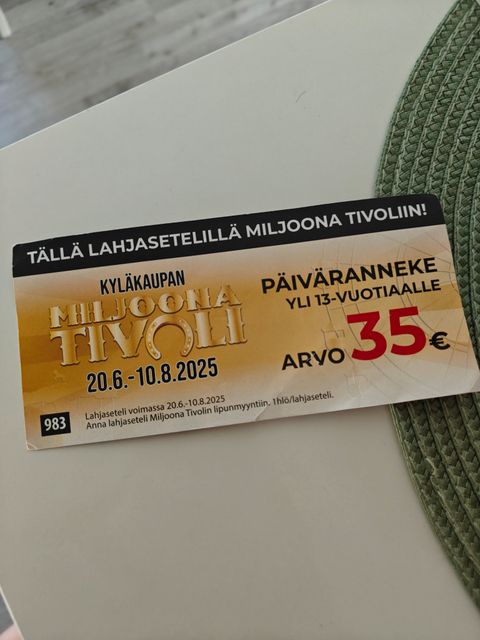 TÄLLÄ LAHJASETELILLÄ MILJOONA TIVOLIIN!
KYLÄKAUPAN
MILJOONA
TIVOLI
20.6.-10.8.2025
PÄIVÄRANNEKE
YLI 13-VUOTIAALLE
ARVO 35€
983
Lahjaseteli voimassa 20.6.-10.8.2025
Anna lahjaseteli Miljoona Tivolin lipunmyyntiin. 1hlö/lahjaseteli.